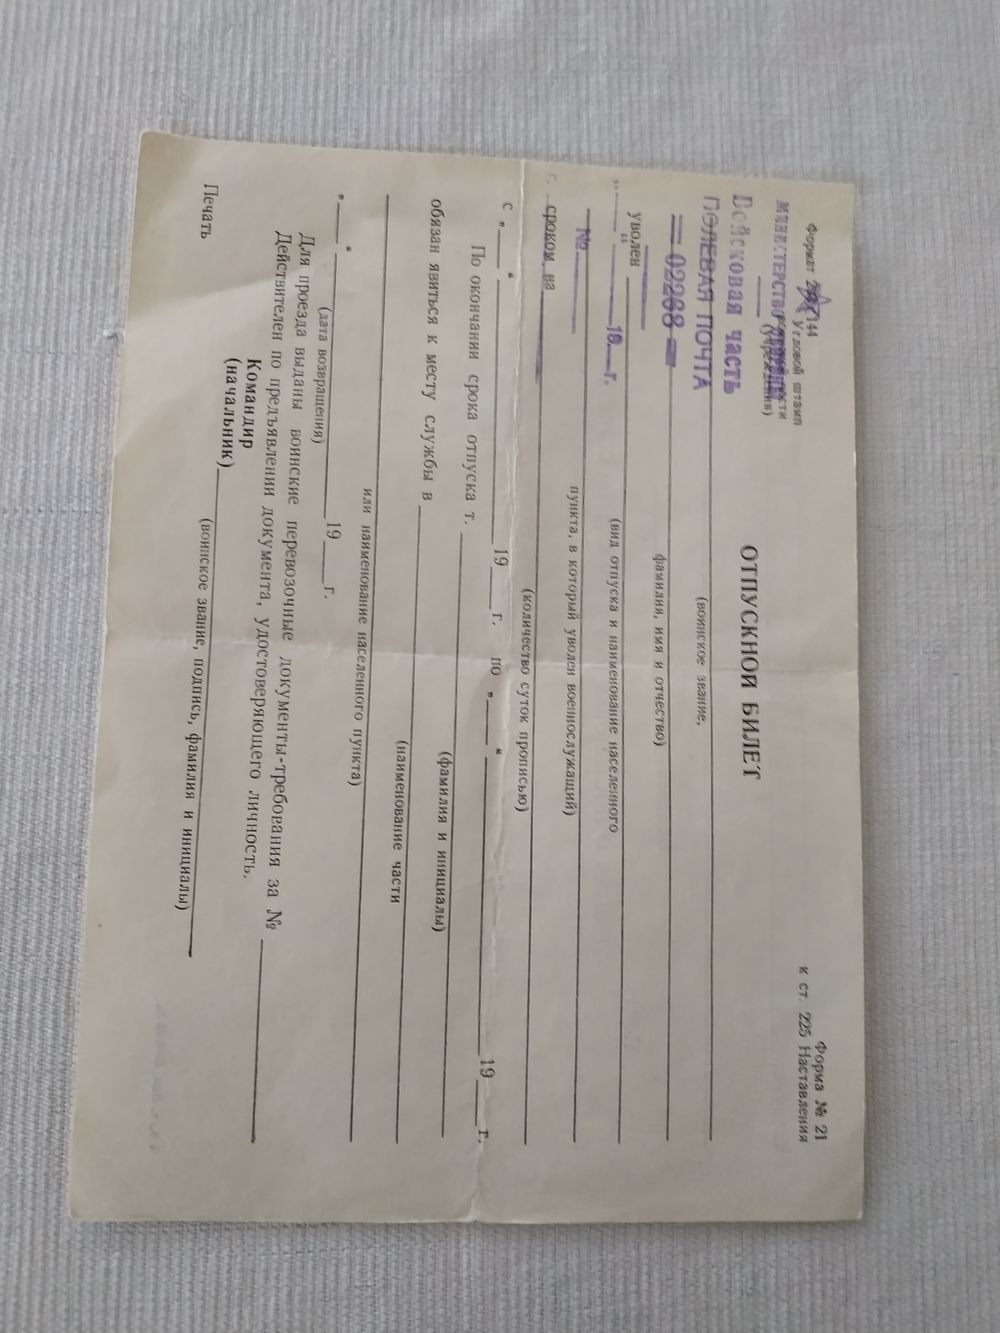 Формат 144
Угловой штамп
Форма № 21
к ст. 225 Наставления
МИНИСТЕРСТВО
(учреждения)
Войсковая часть
ПОЛЕВАЯ ПОЧТА
02268
„ “ 19 г.
№
ОТПУСКНОЙ БИЛЕТ
(воинское звание,
фамилия, имя и отчество)
уволен
(вид отпуска и наименование населенного
пункта, в который уволен военнослужащий)
сроком на
(количество суток прописью)
с „ “ 19 г. по „ “ 19 г.
По окончании срока отпуска т.
(фамилия и инициалы)
обязан явиться к месту службы в
(наименование части
или наименование населенного пункта)
„ “ 19 г.
(дата возвращения)
Для проезда выданы воинские перевозочные документы-требования за №
Действителен по предъявлении документа, удостоверяющего личность.
Командир
(начальник)
(воинское звание, подпись, фамилия и инициалы)
Печать